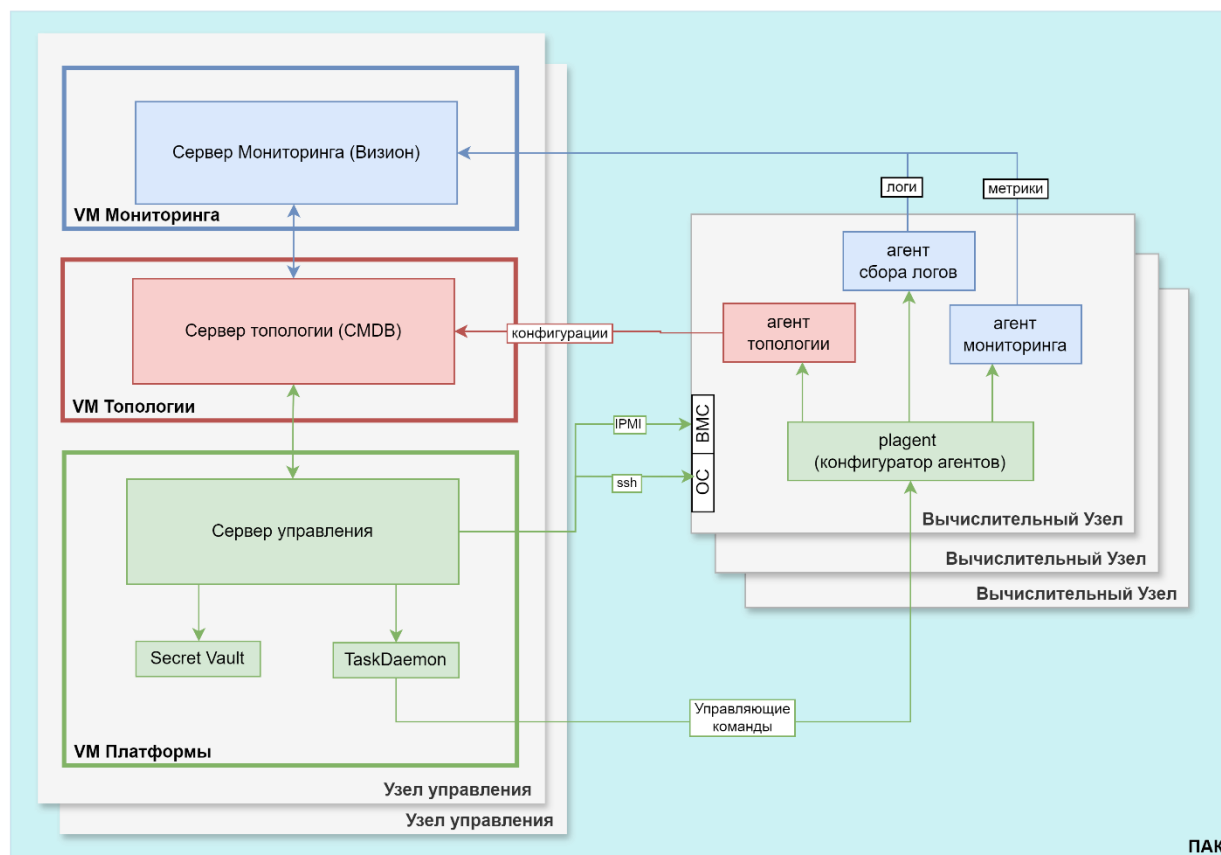 Сервер Мониторинга (Визион)
VM Мониторинга
Сервер топологии (CMDB)
VM Топологии
Сервер управления
Secret Vault
TaskDaemon
VM Платформы
Узел управления
Узел управления
логи
метрики
конфигурации
IPMI
ssh
Управляющие
команды
агент
сбора логов
агент
топологии
агент
мониторинга
BMC
ОС
plagent
(конфигуратор агентов)
Вычислительный Узел
Вычислительный Узел
Вычислительный Узел
ПАК